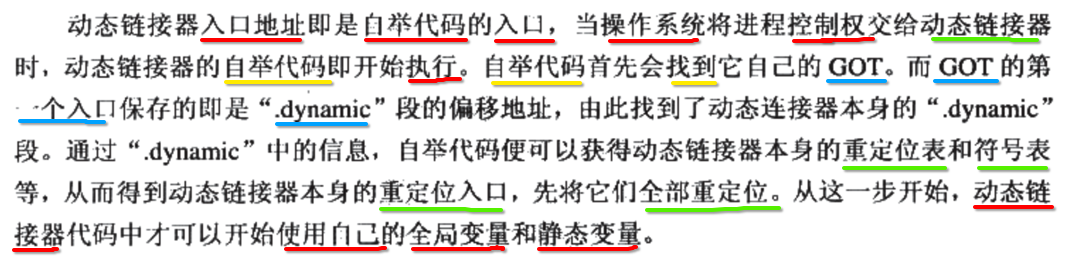 动态链接器入口地址即是自举代码的入口，当操作系统将进程控制权交给动态链接器
时，动态链接器的自举代码即开始执行。自举代码首先会找到它自己的 GOT。而 GOT 的第
一个入口保存的即是“.dynamic”段的偏移地址，由此找到了动态连接器本身的“.dynamic”
段。通过“.dynamic”中的信息，自举代码便可以获得动态链接器本身的重定位表和符号表
等，从而得到动态链接器本身的重定位入口，先将它们全部重定位。从这一步开始，动态链
接器代码中才可以开始使用自己的全局变量和静态变量。